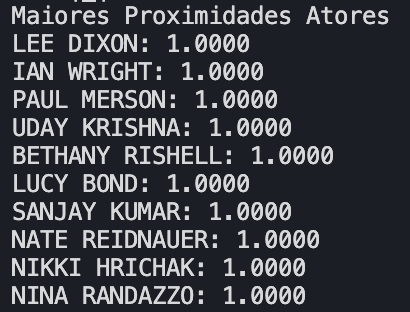 Maiores Proximidades Atores
LEE DIXON: 1.0000
IAN WRIGHT: 1.0000
PAUL MERSON: 1.0000
UDAY KRISHNA: 1.0000
BETHANY RISHELL: 1.0000
LUCY BOND: 1.0000
SANJAY KUMAR: 1.0000
NATE REIDNAUER: 1.0000
NIKKI HRICHAK: 1.0000
NINA RANDAZZO: 1.0000